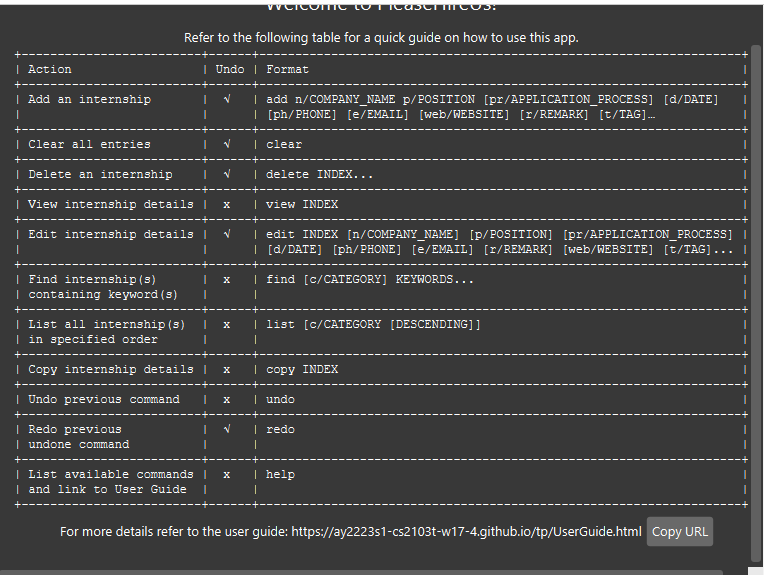 Welcome to PleaseHireUs!
Refer to the following table for a quick guide on how to use this app.
+-------------------------+------+------------------------------------------------------------------+
| Action | Undo | Format |
+-------------------------+------+------------------------------------------------------------------+
| Add an internship | √ | add n/COMPANY_NAME p/POSITION [pr/APPLICATION_PROCESS] [d/DATE] |
| | | [ph/PHONE] [e/EMAIL] [web/WEBSITE] [r/REMARK] [t/TAG]… |
+-------------------------+------+------------------------------------------------------------------+
| Clear all entries | √ | clear |
+-------------------------+------+------------------------------------------------------------------+
| Delete an internship | √ | delete INDEX... |
+-------------------------+------+------------------------------------------------------------------+
| View internship details | x | view INDEX |
+-------------------------+------+------------------------------------------------------------------+
| Edit internship details | √ | edit INDEX [n/COMPANY_NAME] [p/POSITION] [pr/APPLICATION_PROCESS] |
| | | [d/DATE] [ph/PHONE] [e/EMAIL] [r/REMARK] [web/WEBSITE] [t/TAG]... |
+-------------------------+------+------------------------------------------------------------------+
| Find internship(s) | x | find [c/CATEGORY] KEYWORDS... |
| containing keyword(s) | | |
+-------------------------+------+------------------------------------------------------------------+
| List all internship(s) | x | list [c/CATEGORY [DESCENDING]] |
| in specified order | | |
+-------------------------+------+------------------------------------------------------------------+
| Copy internship details | x | copy INDEX |
+-------------------------+------+------------------------------------------------------------------+
| Undo previous command | x | undo |
+-------------------------+------+------------------------------------------------------------------+
| Redo previous | √ | redo |
| undone command | | |
+-------------------------+------+------------------------------------------------------------------+
| List available commands | x | help |
| and link to User Guide | | |
+-------------------------+------+------------------------------------------------------------------+
For more details refer to the user guide: https://ay2223s1-cs2103t-w17-4.github.io/tp/UserGuide.html Copy URL